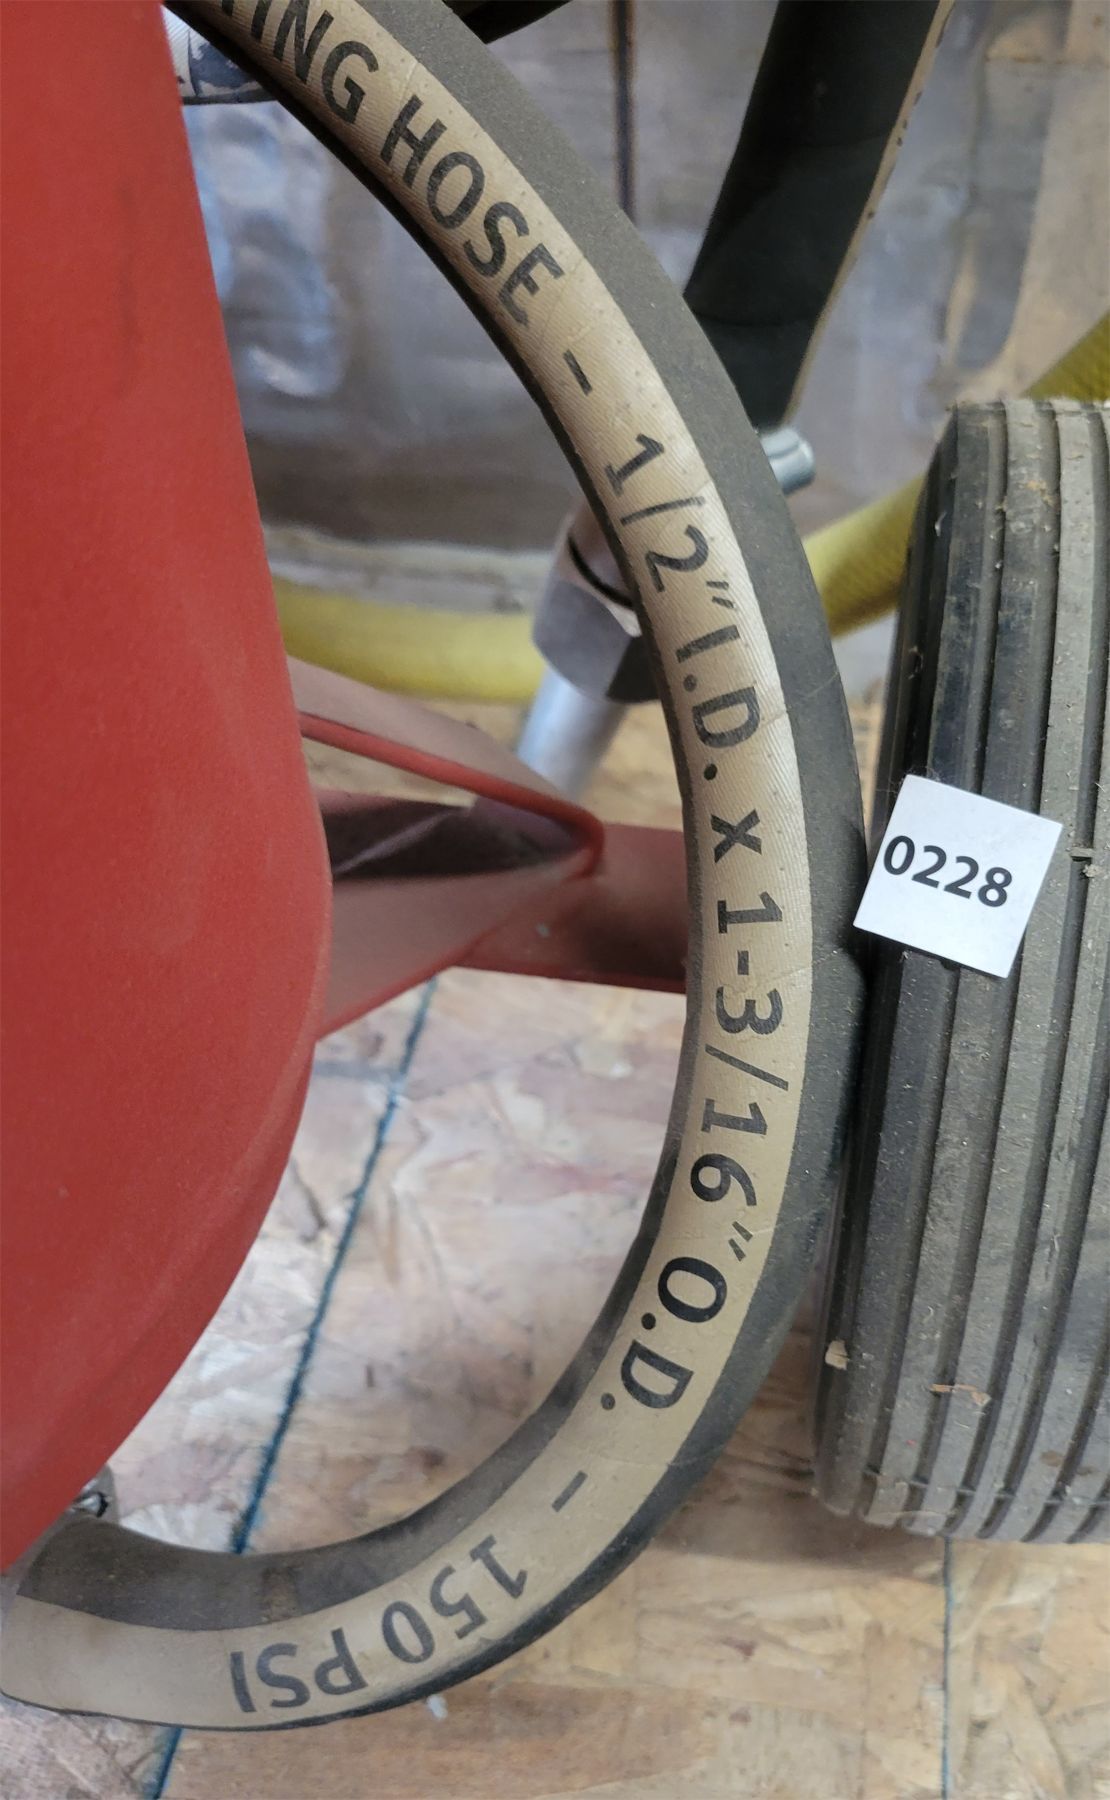 HOSE - 1/2" I.D. x 1-3/16" O.D. - 150 PSI
0228